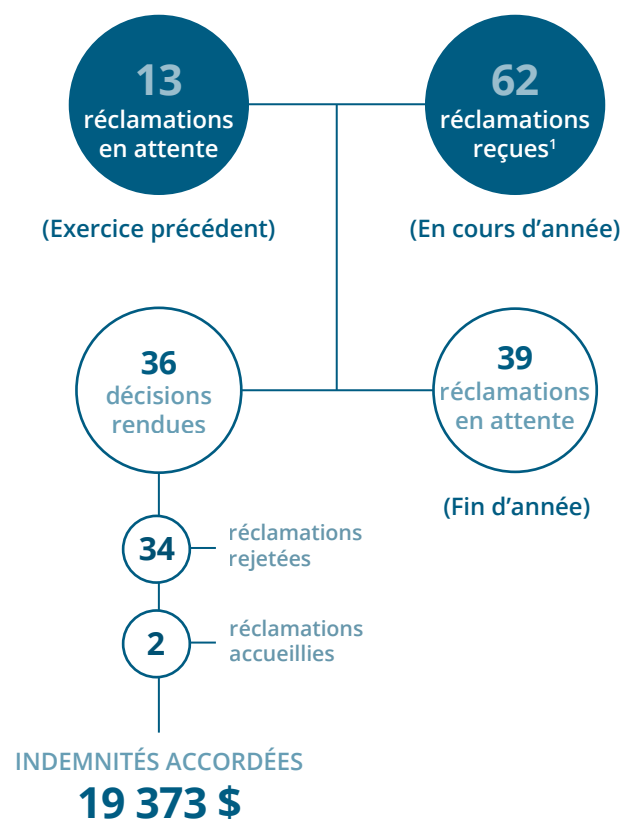 13
réclamations
en attente
(Exercice précédent)
62
réclamations
reçues¹
(En cours d’année)
36
décisions
rendues
39
réclamations
en attente
(Fin d’année)
34
réclamations
rejetées
2
réclamations
accueillies
INDEMNITÉS ACCORDÉES
19 373 $